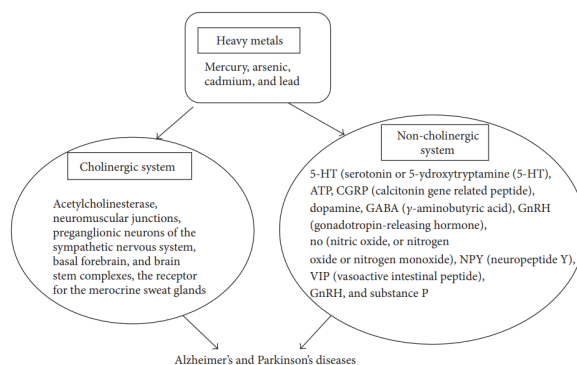 Heavy metals
Mercury, arsenic,
cadmium, and lead
Cholinergic system
Acetylcholinesterase,
neuromuscular junctions,
preganglionic neurons of the
sympathetic nervous system,
basal forebrain, and brain
stem complexes, the receptor
for the merocrine sweat glands
Non-cholinergic
system
5-HT (serotonin or 5-ydroxytryptamine (5-HT),
ATP, CGRP (calcitonin gene related peptide),
dopamine, GABA (γ-aminobutyric acid), GnRH
(gonadotropin-releasing hormone),
no (nitric oxide, or nitrogen
oxide or nitrogen monoxide), NPY (neuropeptide Y),
VIP (vasoactive intestinal peptide),
GnRH, and substance P
Alzheimer's and Parkinson's diseases